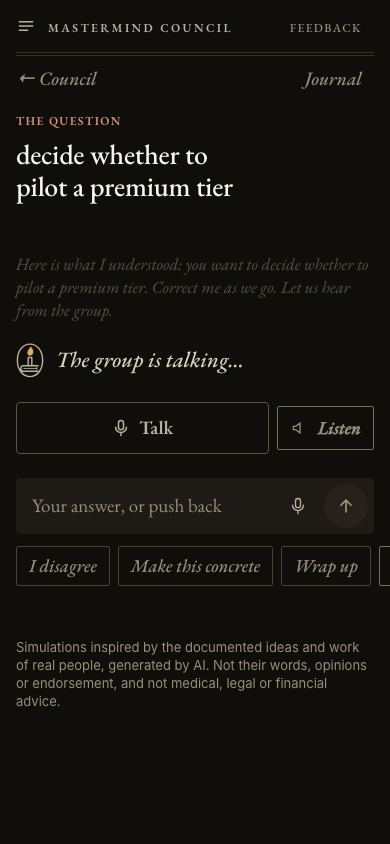 MASTERMIND COUNCIL
FEEDBACK
← Council
Journal
THE QUESTION
decide whether to
pilot a premium tier
Here is what I understood: you want to decide whether to
pilot a premium tier. Correct me as we go. Let us hear
from the group.
The group is talking...
Talk
Listen
Your answer, or push back
I disagree
Make this concrete
Wrap up
Simulations inspired by the documented ideas and work
of real people, generated by AI. Not their words, opinions
or endorsement, and not medical, legal or financial
advice.